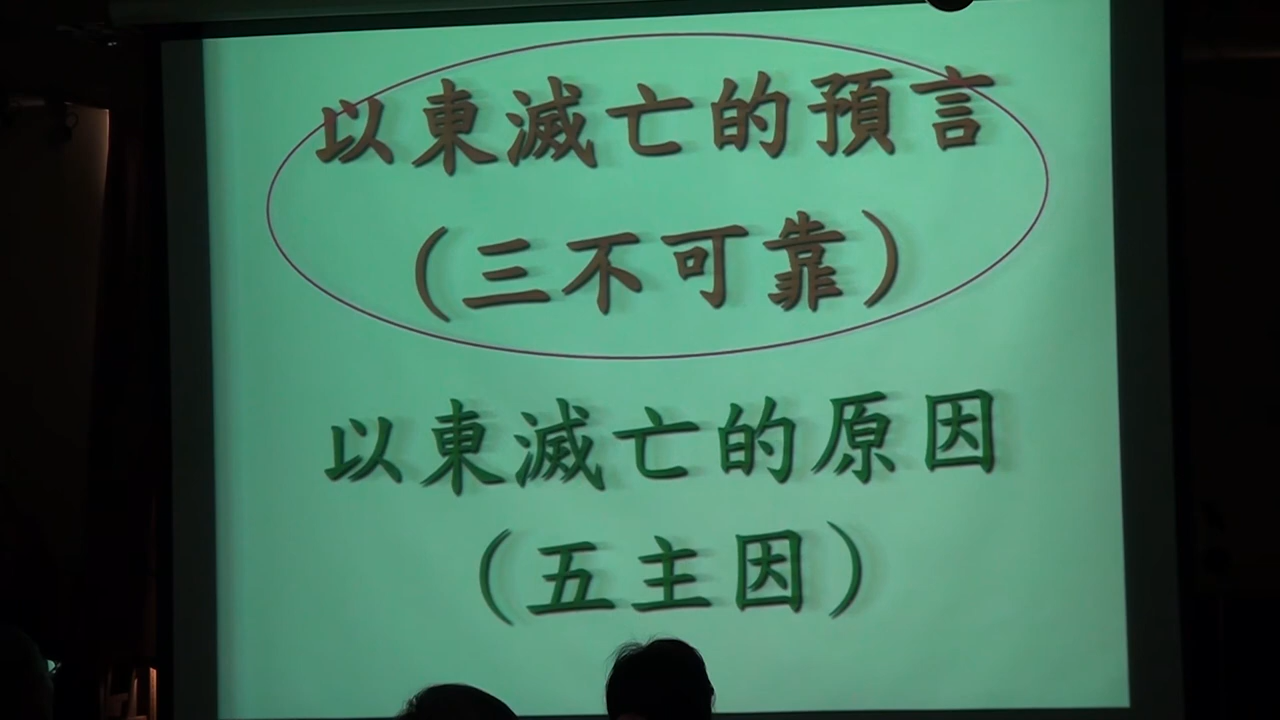 以東滅亡的預言
（三不可靠）
以東滅亡的原因
（五主因）